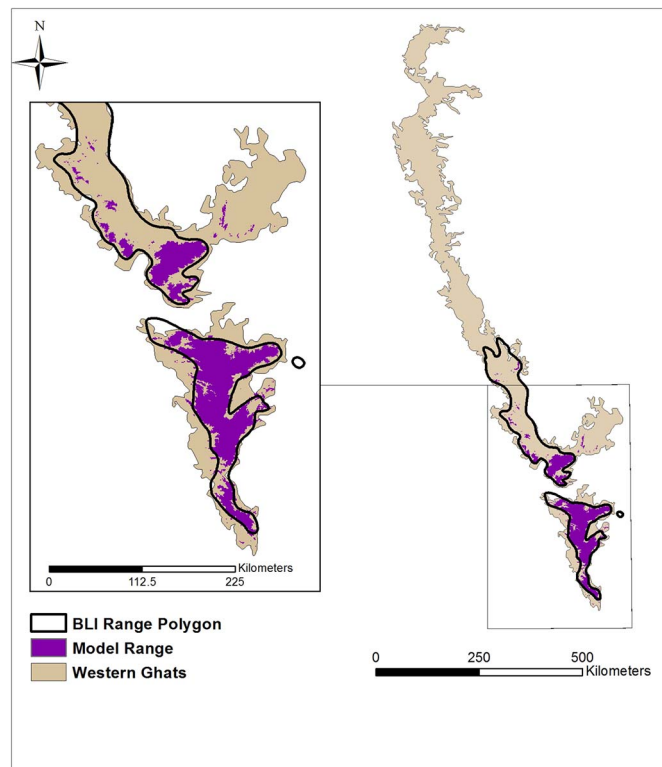 N
Kilometers
0 112.5 225
BLI Range Polygon
Model Range
Western Ghats
0 250 500
Kilometers